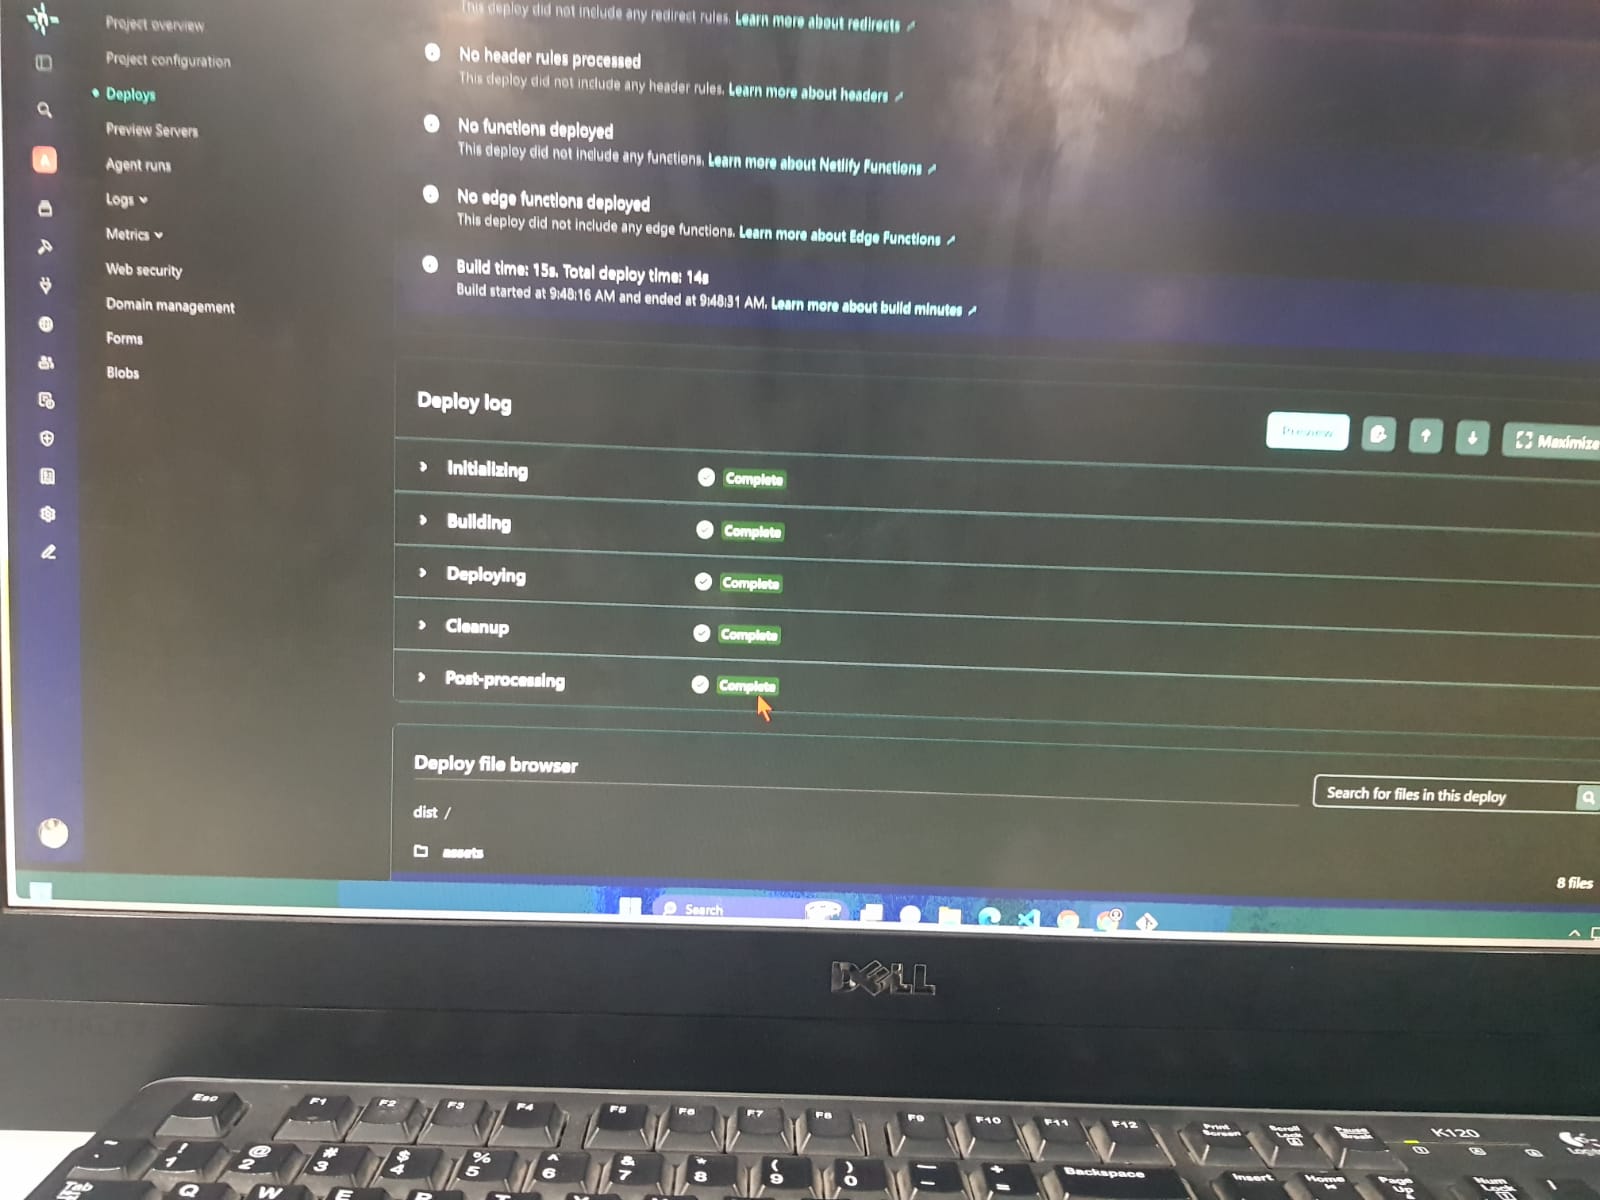 Project overview
Project configuration
Deploys
Preview Servers
Agent runs
Logs
Metrics
Web security
Domain management
Forms
Blobs
This deploy did not include any redirect rules. Learn more about redirects
No header rules processed
This deploy did not include any header rules. Learn more about headers
No functions deployed
This deploy did not include any functions. Learn more about Netlify Functions
No edge functions deployed
This deploy did not include any edge functions. Learn more about Edge Functions
Build time: 15s. Total deploy time: 14s
Build started at 9:48:16 AM and ended at 9:48:31 AM. Learn more about build minutes
Deploy log
Preview
Maximize
Initializing Complete
Building Complete
Deploying Complete
Cleanup Complete
Post-processing Complete
Deploy file browser
Search for files in this deploy
dist /
assets
8 files
Search
DELL
Esc F1 F2 F3 F4 F5 F6 F7 F8 F9 F10 F11 F12 Print Screen Scroll Lock Pause Break K120
~ ! 1 @ 2 # 3 $ 4 % 5 ^ 6 & 7 * 8 ( 9 ) 0 — - + = Backspace Insert Home Page Up Num Lock
Tab Q W E R T